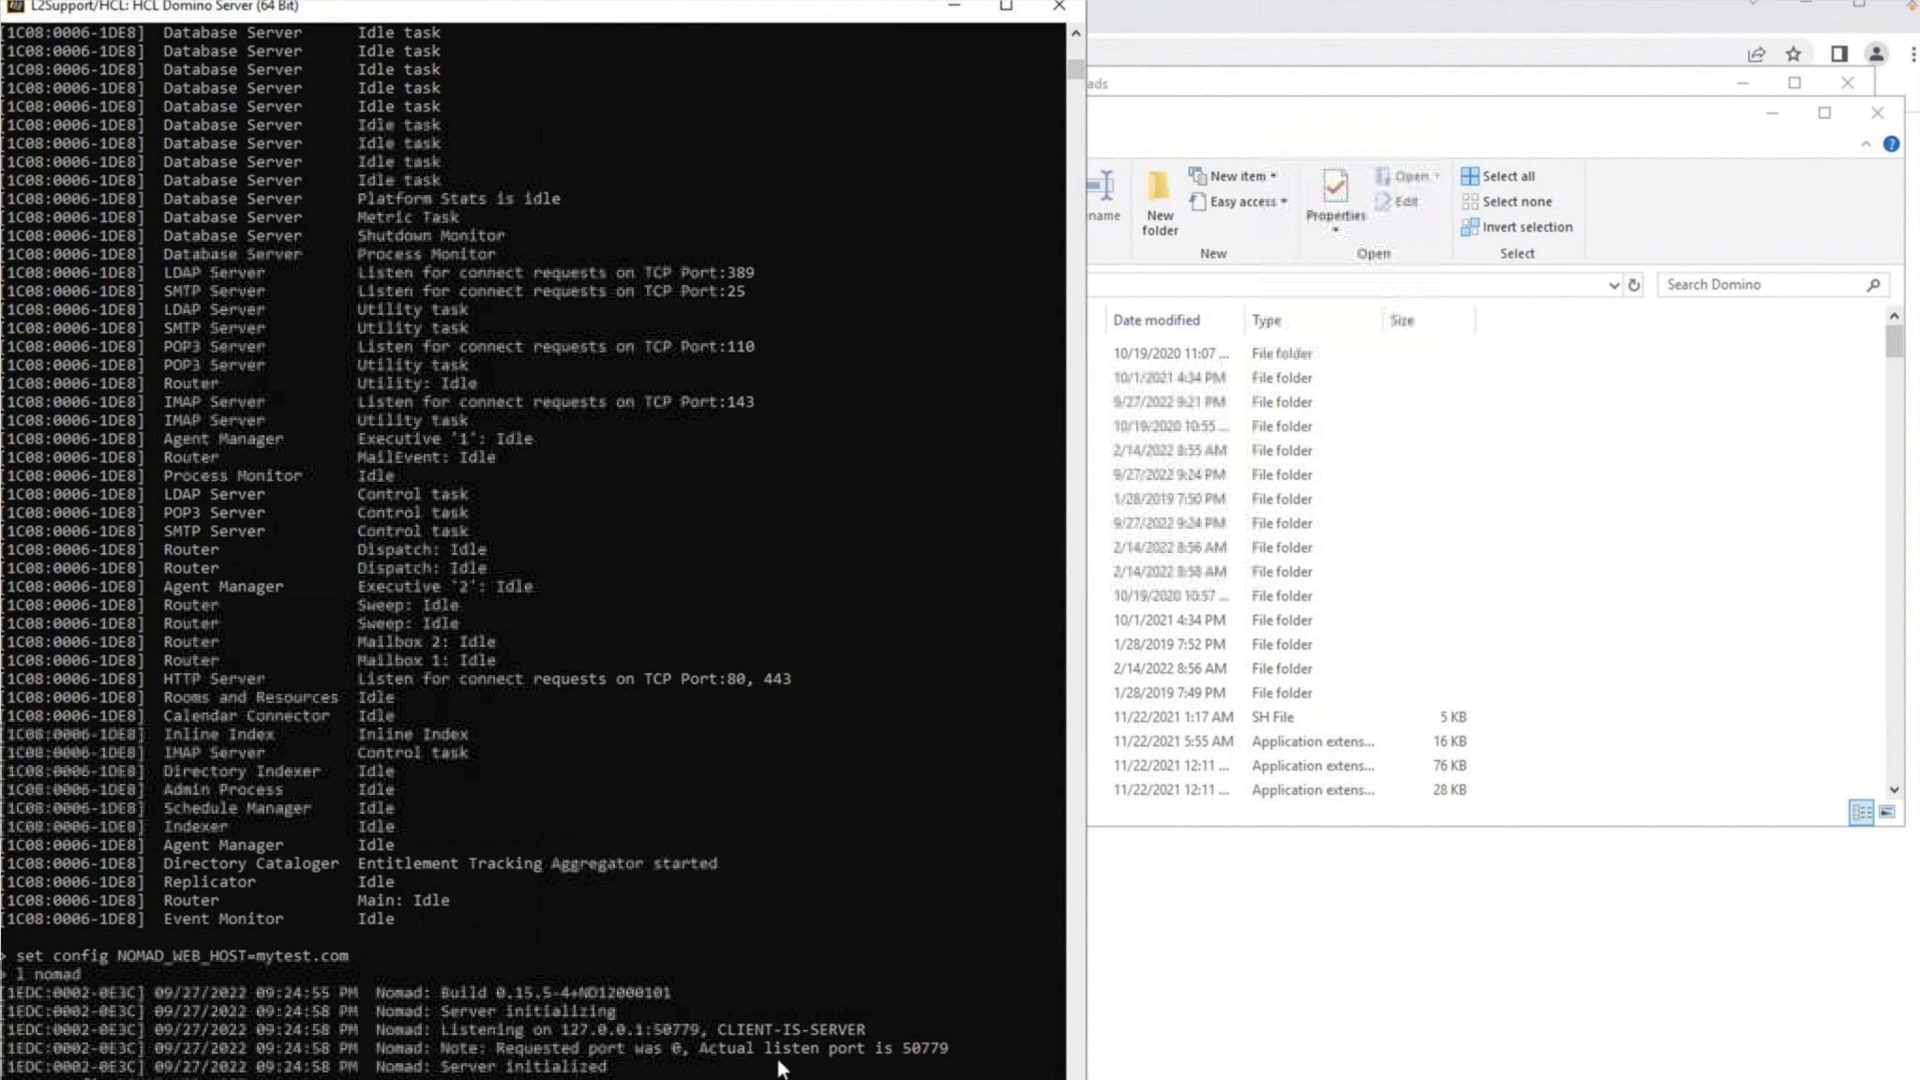 L2Support/HCL: HCL Domino Server (64 Bit)
[1C08:0006-1DE8] Database Server Idle task
[1C08:0006-1DE8] Database Server Idle task
[1C08:0006-1DE8] Database Server Idle task
[1C08:0006-1DE8] Database Server Idle task
[1C08:0006-1DE8] Database Server Idle task
[1C08:0006-1DE8] Database Server Idle task
[1C08:0006-1DE8] Database Server Idle task
[1C08:0006-1DE8] Database Server Idle task
[1C08:0006-1DE8] Database Server Idle task
[1C08:0006-1DE8] Database Server Platform Stats is idle
[1C08:0006-1DE8] Database Server Metric Task
[1C08:0006-1DE8] Database Server Shutdown Monitor
[1C08:0006-1DE8] Database Server Process Monitor
[1C08:0006-1DE8] LDAP Server Listen for connect requests on TCP Port:389
[1C08:0006-1DE8] SMTP Server Listen for connect requests on TCP Port:25
[1C08:0006-1DE8] LDAP Server Utility task
[1C08:0006-1DE8] SMTP Server Utility task
[1C08:0006-1DE8] POP3 Server Listen for connect requests on TCP Port:110
[1C08:0006-1DE8] POP3 Server Utility task
[1C08:0006-1DE8] Router Utility: Idle
[1C08:0006-1DE8] IMAP Server Listen for connect requests on TCP Port:143
[1C08:0006-1DE8] IMAP Server Utility task
[1C08:0006-1DE8] Agent Manager Executive '1': Idle
[1C08:0006-1DE8] Router MailEvent: Idle
[1C08:0006-1DE8] Process Monitor Idle
[1C08:0006-1DE8] LDAP Server Control task
[1C08:0006-1DE8] POP3 Server Control task
[1C08:0006-1DE8] SMTP Server Control task
[1C08:0006-1DE8] Router Dispatch: Idle
[1C08:0006-1DE8] Router Dispatch: Idle
[1C08:0006-1DE8] Agent Manager Executive '2': Idle
[1C08:0006-1DE8] Router Sweep: Idle
[1C08:0006-1DE8] Router Sweep: Idle
[1C08:0006-1DE8] Router Mailbox 2: Idle
[1C08:0006-1DE8] Router Mailbox 1: Idle
[1C08:0006-1DE8] HTTP Server Listen for connect requests on TCP Port:80, 443
[1C08:0006-1DE8] Rooms and Resources Idle
[1C08:0006-1DE8] Calendar Connector Idle
[1C08:0006-1DE8] Inline Index Inline Index
[1C08:0006-1DE8] IMAP Server Control task
[1C08:0006-1DE8] Directory Indexer Idle
[1C08:0006-1DE8] Admin Process Idle
[1C08:0006-1DE8] Schedule Manager Idle
[1C08:0006-1DE8] Indexer Idle
[1C08:0006-1DE8] Agent Manager Idle
[1C08:0006-1DE8] Directory Cataloger Entitlement Tracking Aggregator started
[1C08:0006-1DE8] Replicator Idle
[1C08:0006-1DE8] Router Main: Idle
[1C08:0006-1DE8] Event Monitor Idle
> set config NOMAD_WEB_HOST=mytest.com
> l nomad
[1EDC:0002-0E3C] 09/27/2022 09:24:55 PM Nomad: Build 0.15.5-4+ND12000101
[1EDC:0002-0E3C] 09/27/2022 09:24:58 PM Nomad: Server initializing
[1EDC:0002-0E3C] 09/27/2022 09:24:58 PM Nomad: Listening on 127.0.0.1:50779, CLIENT-IS-SERVER
[1EDC:0002-0E3C] 09/27/2022 09:24:58 PM Nomad: Note: Requested port was 0, Actual listen port is 50779
[1EDC:0002-0E3C] 09/27/2022 09:24:58 PM Nomad: Server initialized
ads
name
New folder
New item
Easy access
New
Properties
Open
Edit
Open
Select all
Select none
Invert selection
Select
Search Domino
Date modified Type Size
10/19/2020 11:07 ... File folder
10/1/2021 4:34 PM File folder
9/27/2022 9:21 PM File folder
10/19/2020 10:55 ... File folder
2/14/2022 8:55 AM File folder
9/27/2022 9:24 PM File folder
1/28/2019 7:50 PM File folder
9/27/2022 9:24 PM File folder
2/14/2022 8:56 AM File folder
2/14/2022 8:58 AM File folder
10/19/2020 10:57 ... File folder
10/1/2021 4:34 PM File folder
1/28/2019 7:52 PM File folder
2/14/2022 8:56 AM File folder
1/28/2019 7:49 PM File folder
11/22/2021 1:17 AM SH File 5 KB
11/22/2021 5:55 AM Application extens... 16 KB
11/22/2021 12:11 ... Application extens... 76 KB
11/22/2021 12:11 ... Application extens... 28 KB